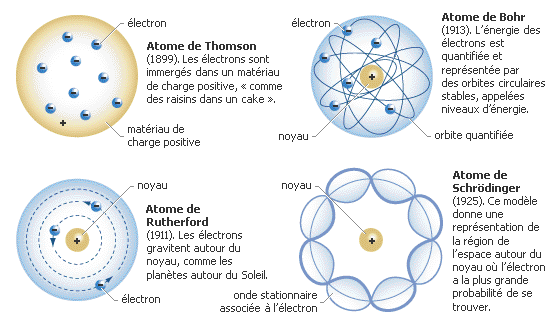 électron
Atome de Thomson
(1899). Les électrons sont
immergés dans un matériau
de charge positive, « comme
des raisins dans un cake ».
+
matériau de
charge positive
électron
Atome de Bohr
(1913). L'énergie des
électrons est
quantifiée et
représentée par
des orbites circulaires
stables, appelées
niveaux d'énergie.
+
noyau
orbite quantifiée
noyau
Atome de
Rutherford
(1911). Les électrons
gravitent autour du
noyau, comme les
planètes autour du Soleil.
+
électron
noyau
Atome de
Schrödinger
(1925). Ce modèle
donne une
représentation de
la région de
l'espace autour du
noyau où l'électron
a la plus grande
probabilité de se
trouver.
+
onde stationnaire
associée à l'électron